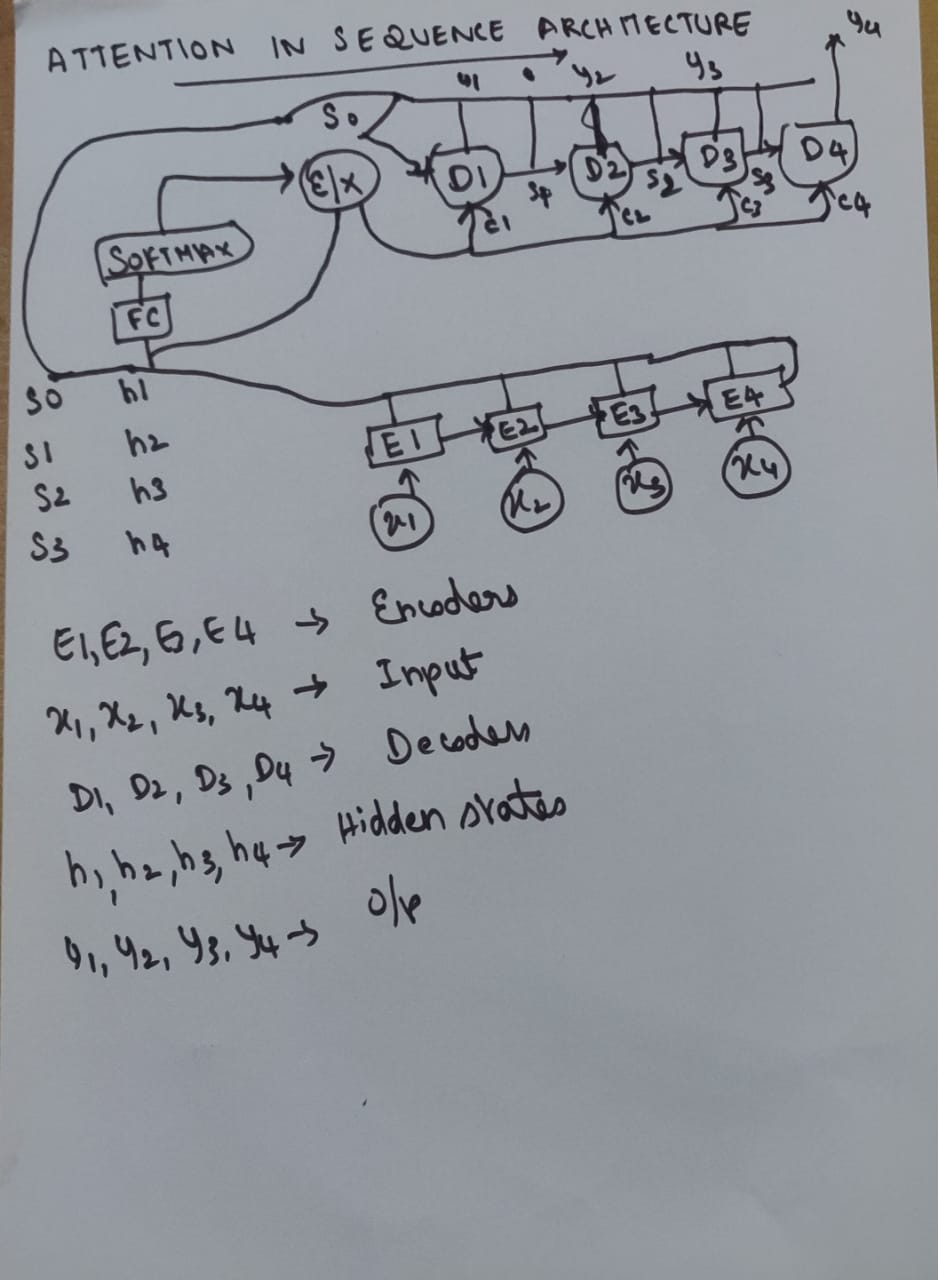 ATTENTION IN SEQUENCE ARCHITECTURE
y4
y1 y2 y3
S0
Σ/x D1 S1 D2 S2 D3 S3 D4
C1 C2 C3 C4
SOFTMAX
FC
S0 h1
S1 h2
S2 h3
S3 h4
E1 E2 E3 E4
x1 x2 x3 x4
E1, E2, E3, E4 → Encoders
x1, x2, x3, x4 → Input
D1, D2, D3, D4 → Decoders
h1, h2, h3, h4 → Hidden states
y1, y2, y3, y4 → O/p